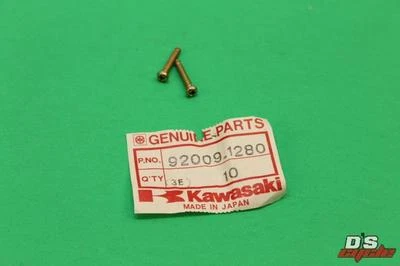 GENUINE PARTS
P.NO. 92009-1280
Q'TY 3E 10
Kawasaki
MADE IN JAPAN
D'S
cycle